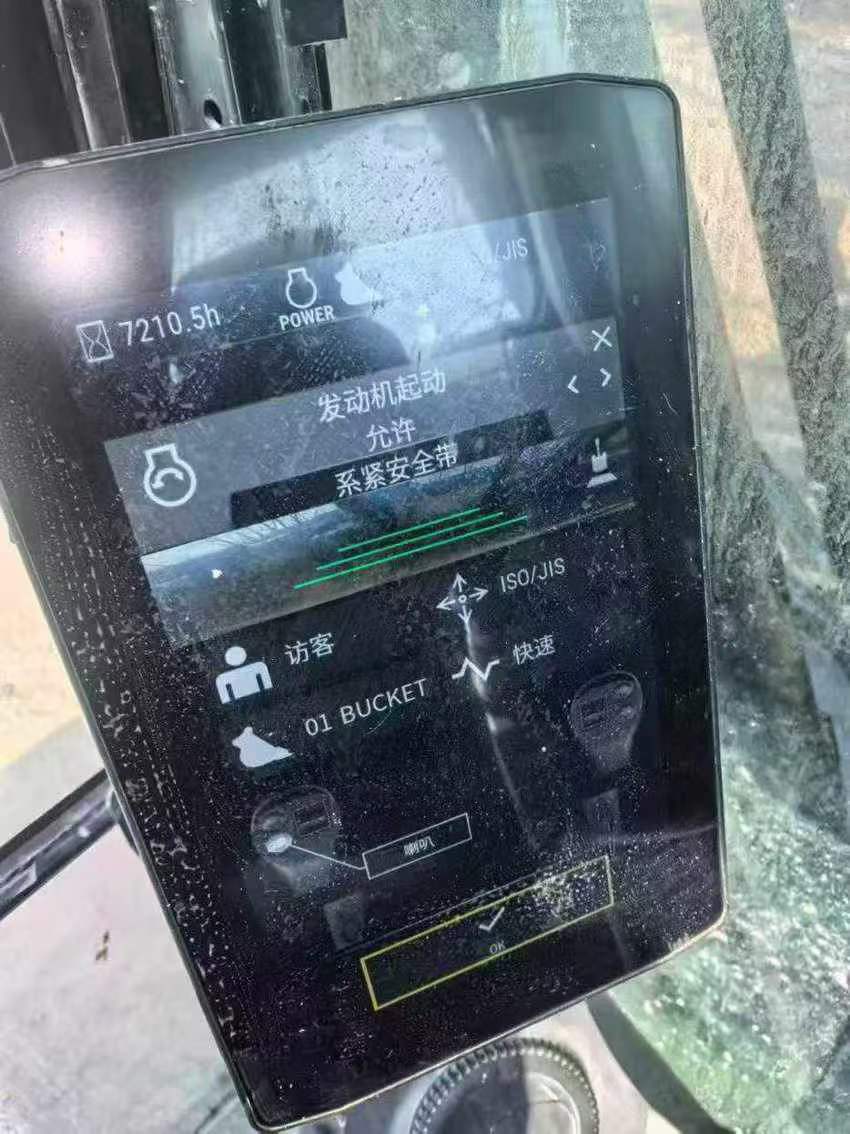 7210.5h
POWER
/JIS
发动机起动
允许
系紧安全带
ISO/JIS
访客
快速
01 BUCKET
喇叭
OK